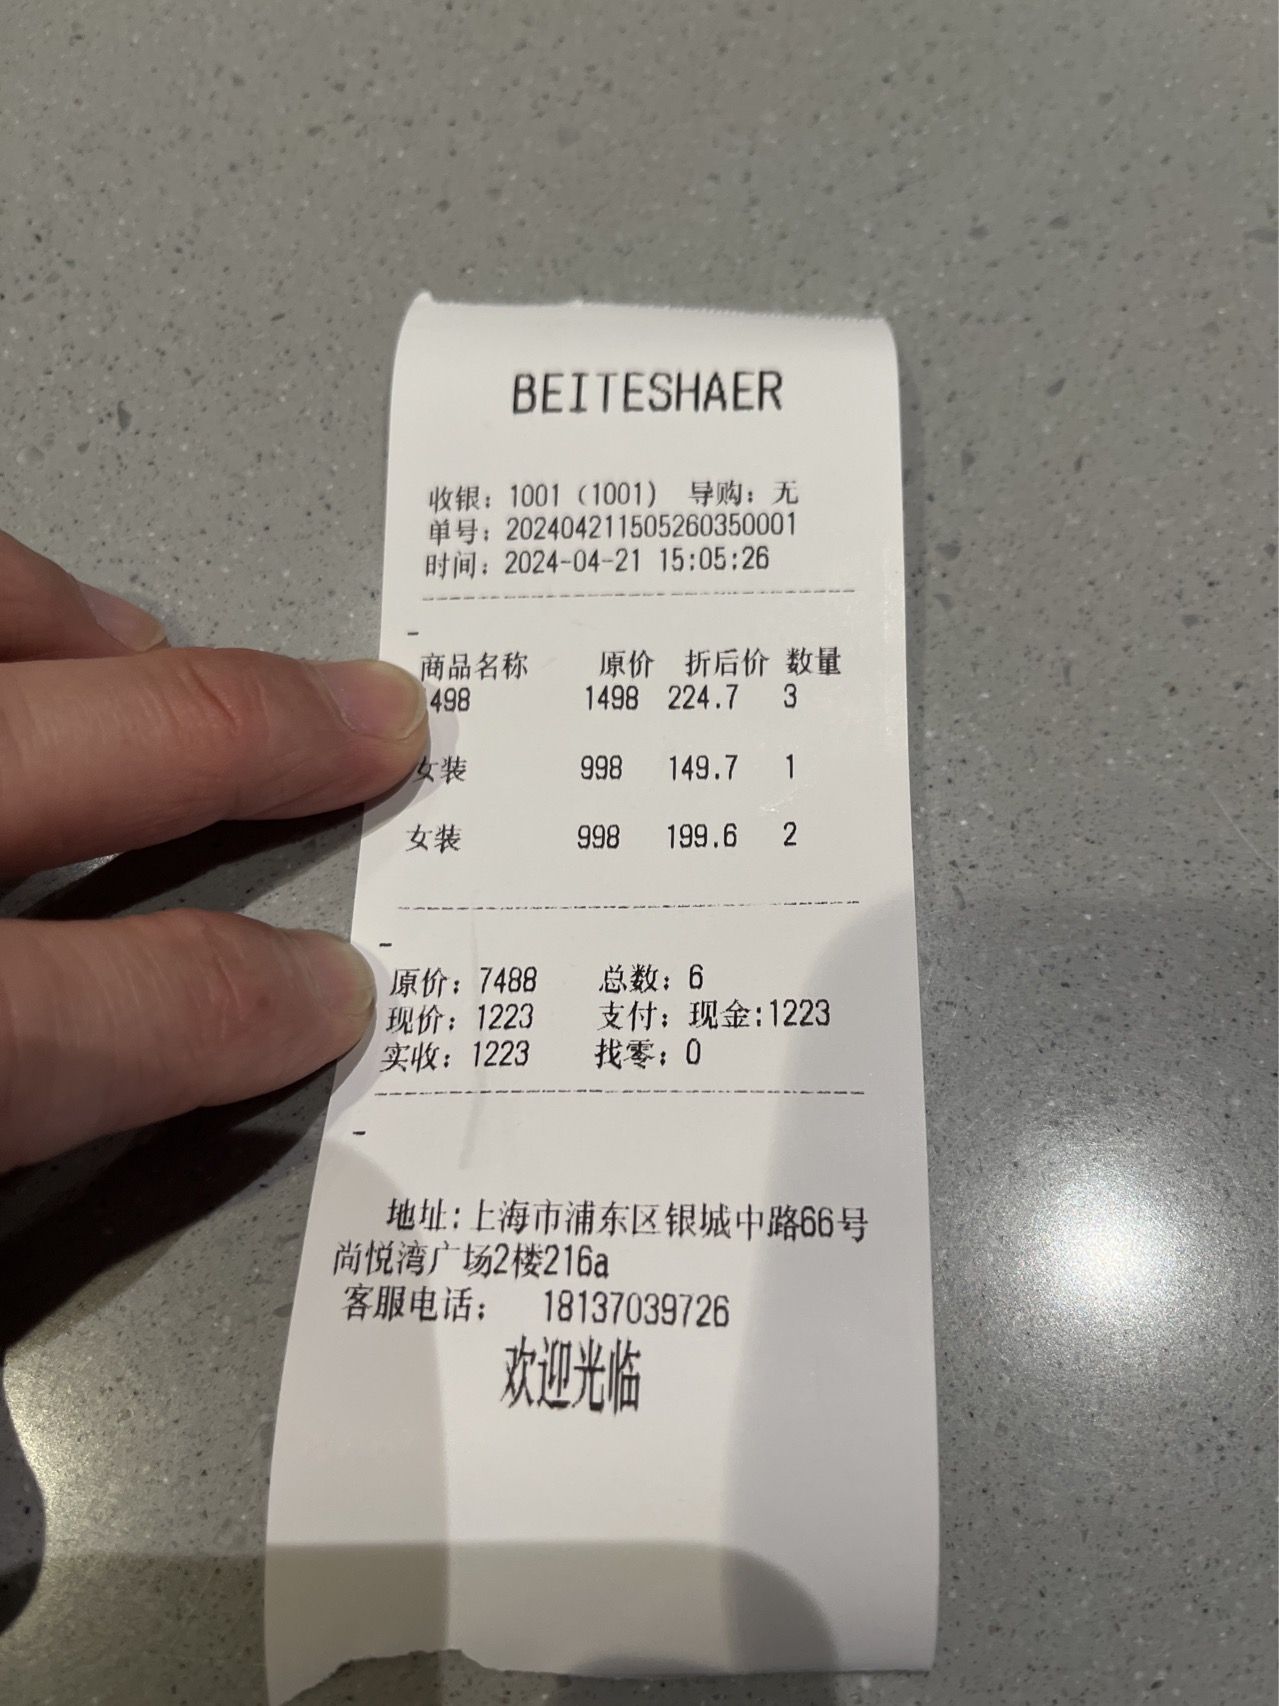 BEITESHAER
收银：1001（1001） 导购：无
单号：202404211505260350001
时间：2024-04-21 15:05:26
商品名称 原价 折后价 数量
1498 1498 224.7 3
女装 998 149.7 1
女装 998 199.6 2
原价：7488 总数：6
现价：1223 支付：现金:1223
实收：1223 找零：0
地址:上海市浦东区银城中路66号
尚悦湾广场2楼216a
客服电话： 18137039726
欢迎光临